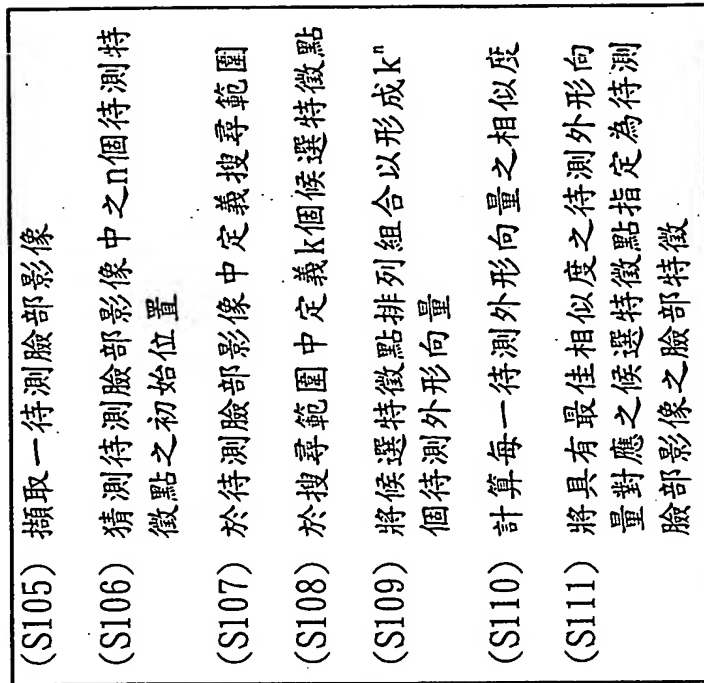 (S105) 擷取一待測臉部影像
(S106) 猜測待測臉部影像中之n個待測特
徵點之初始位置
(S107) 於待測臉部影像中定義搜尋範圍
(S108) 於搜尋範圍中定義k個候選特徵點
(S109) 將候選特徵點排列組合以形成kⁿ
個待測外形向量
(S110) 計算每一待測外形向量之相似度
(S111) 將具有最佳相似度之待測外形向
量對應之候選特徵點指定為待測
臉部影像之臉部特徵